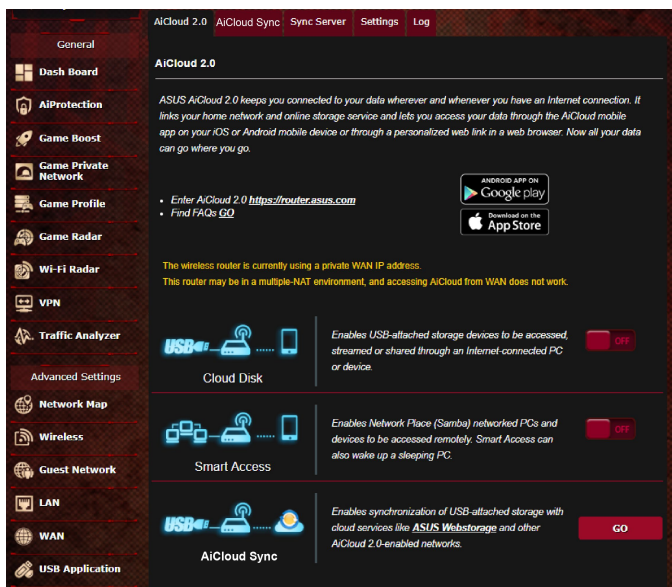 AiCloud 2.0 AiCloud Sync Sync Server Settings Log
General
Dash Board
AiProtection
Game Boost
Game Private
Network
Game Profile
Game Radar
Wi-Fi Radar
VPN
Traffic Analyzer
Advanced Settings
Network Map
Wireless
Guest Network
LAN
WAN
USB Application
AiCloud 2.0
ASUS AiCloud 2.0 keeps you connected to your data wherever and whenever you have an Internet connection. It
links your home network and online storage service and lets you access your data through the AiCloud mobile
app on your iOS or Android mobile device or through a personalized web link in a web browser. Now all your data
can go where you go.
• Enter AiCloud 2.0 https://router.asus.com
• Find FAQs GO
ANDROID APP ON
Google play
Download on the
App Store
The wireless router is currently using a private WAN IP address.
This router may be in a multiple-NAT environment, and accessing AiCloud from WAN does not work.
USB
Cloud Disk
Enables USB-attached storage devices to be accessed,
streamed or shared through an Internet-connected PC
or device.
OFF
Smart Access
Enables Network Place (Samba) networked PCs and
devices to be accessed remotely. Smart Access can
also wake up a sleeping PC.
OFF
USB
AiCloud Sync
Enables synchronization of USB-attached storage with
cloud services like ASUS Webstorage and other
AiCloud 2.0-enabled networks.
GO